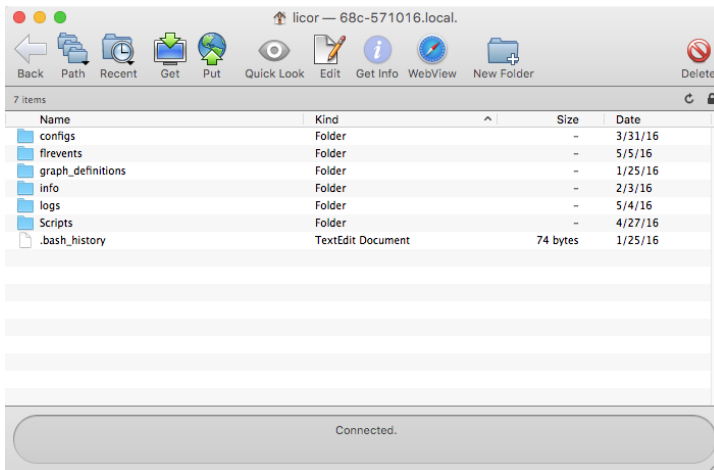 licor — 68c-571016.local.
Back Path Recent Get Put Quick Look Edit Get Info WebView New Folder Delete
7 items
Name Kind Size Date
configs Folder – 3/31/16
flrevents Folder – 5/5/16
graph_definitions Folder – 1/25/16
info Folder – 2/3/16
logs Folder – 5/4/16
Scripts Folder – 4/27/16
.bash_history TextEdit Document 74 bytes 1/25/16
Connected.